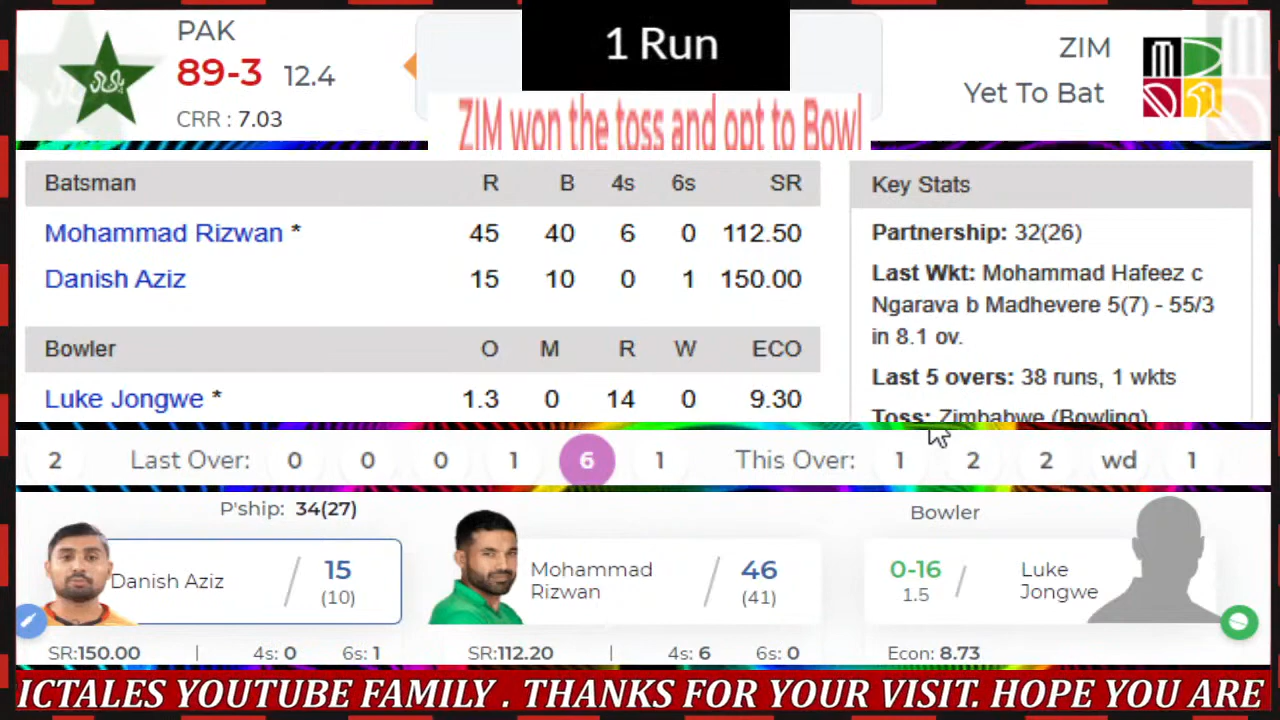 PAK
89-3 12.4
CRR : 7.03
1 Run
ZIM won the toss and opt to Bowl
ZIM
Yet To Bat
Batsman R B 4s 6s SR
Mohammad Rizwan * 45 40 6 0 112.50
Danish Aziz 15 10 0 1 150.00
Bowler O M R W ECO
Luke Jongwe * 1.3 0 14 0 9.30
Key Stats
Partnership: 32(26)
Last Wkt: Mohammad Hafeez c
Ngarava b Madhevere 5(7) - 55/3
in 8.1 ov.
Last 5 overs: 38 runs, 1 wkts
Toss: Zimbabwe (Bowling)
2 Last Over: 0 0 0 1 6 1 This Over: 1 2 2 wd 1
P'ship: 34(27)
Danish Aziz / 15
(10)
SR:150.00 | 4s: 0 6s: 1
Mohammad
Rizwan / 46
(41)
SR:112.20 | 4s: 6 6s: 0
Bowler
0-16
1.5 / Luke
Jongwe
Econ: 8.73
ICTALES YOUTUBE FAMILY . THANKS FOR YOUR VISIT. HOPE YOU ARE